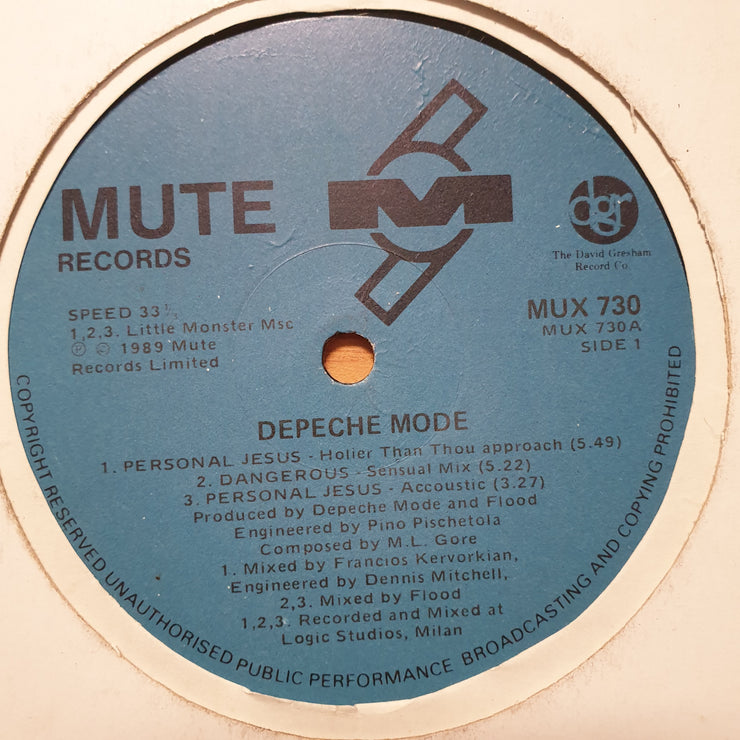 MUTE
RECORDS
M
dgr
The David Gresham
Record Co.
SPEED 33 1/3
1,2,3. Little Monster Msc
Ⓟ © 1989 Mute
Records Limited
MUX 730
MUX 730A
SIDE 1
DEPECHE MODE
1. PERSONAL JESUS - Holier Than Thou approach (5.49)
2. DANGEROUS - Sensual Mix (5.22)
3. PERSONAL JESUS - Accoustic (3.27)
Produced by Depeche Mode and Flood
Engineered by Pino Pischetola
Composed by M.L. Gore
1. Mixed by Francios Kervorkian,
Engineered by Dennis Mitchell,
2,3. Mixed by Flood
1,2,3. Recorded and Mixed at
Logic Studios, Milan
COPYRIGHT RESERVED UNAUTHORISED PUBLIC PERFORMANCE BROADCASTING AND COPYING PROHIBITED